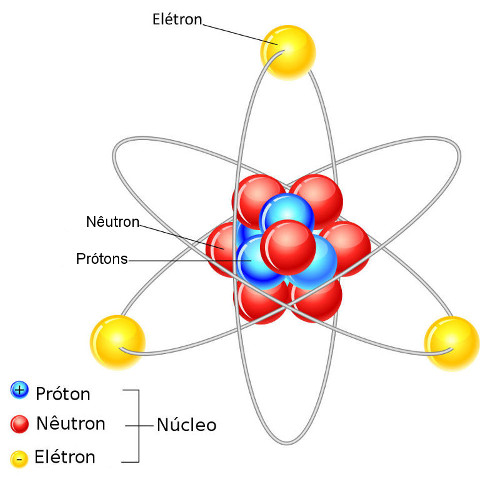 Elétron
Nêutron
Prótons
+ Próton
Nêutron
Núcleo
- Elétron